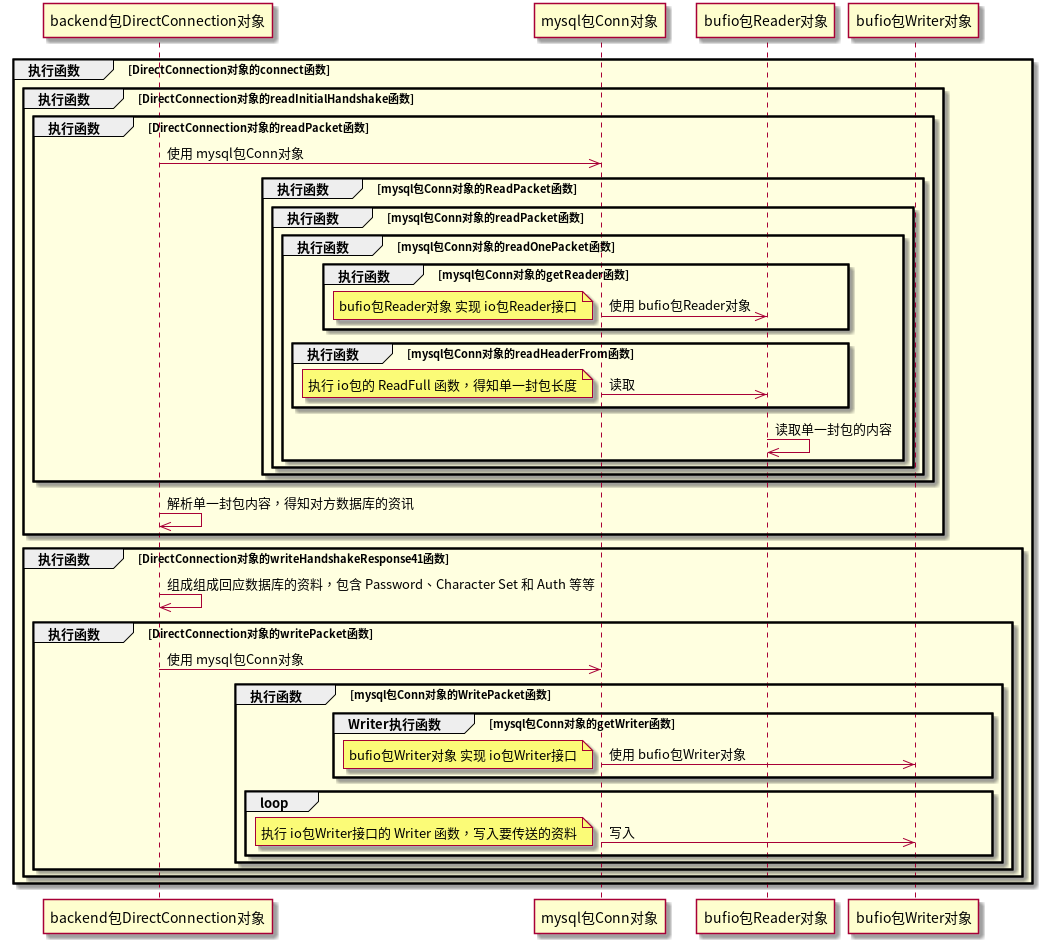 backend包DirectConnection对象
mysql包Conn对象
bufio包Reader对象
bufio包Writer对象
执行函数 [DirectConnection对象的connect函数]
执行函数 [DirectConnection对象的readInitialHandshake函数]
执行函数 [DirectConnection对象的readPacket函数]
使用 mysql包Conn对象
执行函数 [mysql包Conn对象的ReadPacket函数]
执行函数 [mysql包Conn对象的readPacket函数]
执行函数 [mysql包Conn对象的readOnePacket函数]
执行函数 [mysql包Conn对象的getReader函数]
bufio包Reader对象 实现 io包Reader接口
使用 bufio包Reader对象
执行函数 [mysql包Conn对象的readHeaderFrom函数]
执行 io包的 ReadFull 函数，得知单一封包长度
读取
读取单一封包的内容
解析单一封包内容，得知对方数据库的资讯
执行函数 [DirectConnection对象的writeHandshakeResponse41函数]
组成组成回应数据库的资料，包含 Password、Character Set 和 Auth 等等
执行函数 [DirectConnection对象的writePacket函数]
使用 mysql包Conn对象
执行函数 [mysql包Conn对象的WritePacket函数]
Writer执行函数 [mysql包Conn对象的getWriter函数]
bufio包Writer对象 实现 io包Writer接口
使用 bufio包Writer对象
loop
执行 io包Writer接口的 Writer 函数，写入要传送的资料
写入
backend包DirectConnection对象
mysql包Conn对象
bufio包Reader对象
bufio包Writer对象